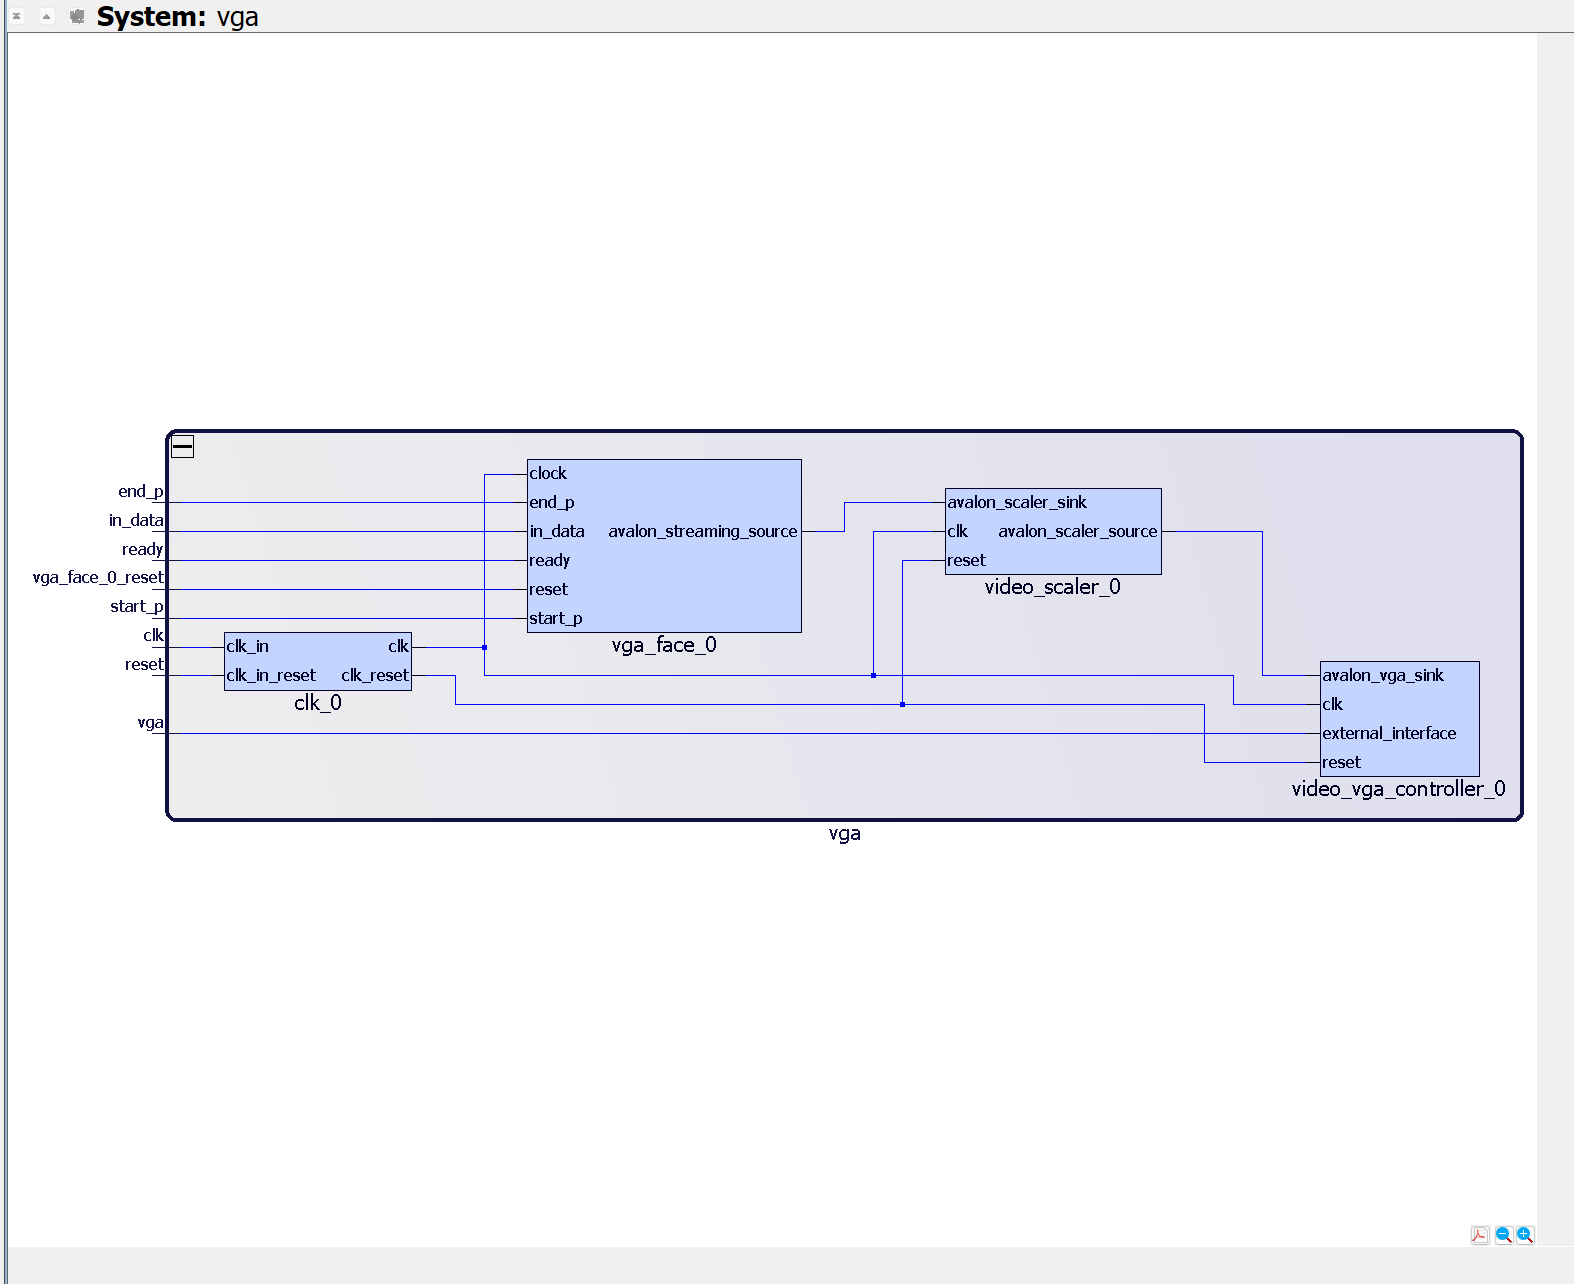 System: vga
end_p
in_data
ready
vga_face_0_reset
start_p
clk
reset
vga
clk_in
clk
clk_in_reset
clk_reset
clk_0
clock
end_p
in_data
avalon_streaming_source
ready
reset
start_p
vga_face_0
avalon_scaler_sink
clk
avalon_scaler_source
reset
video_scaler_0
avalon_vga_sink
clk
external_interface
reset
video_vga_controller_0
vga